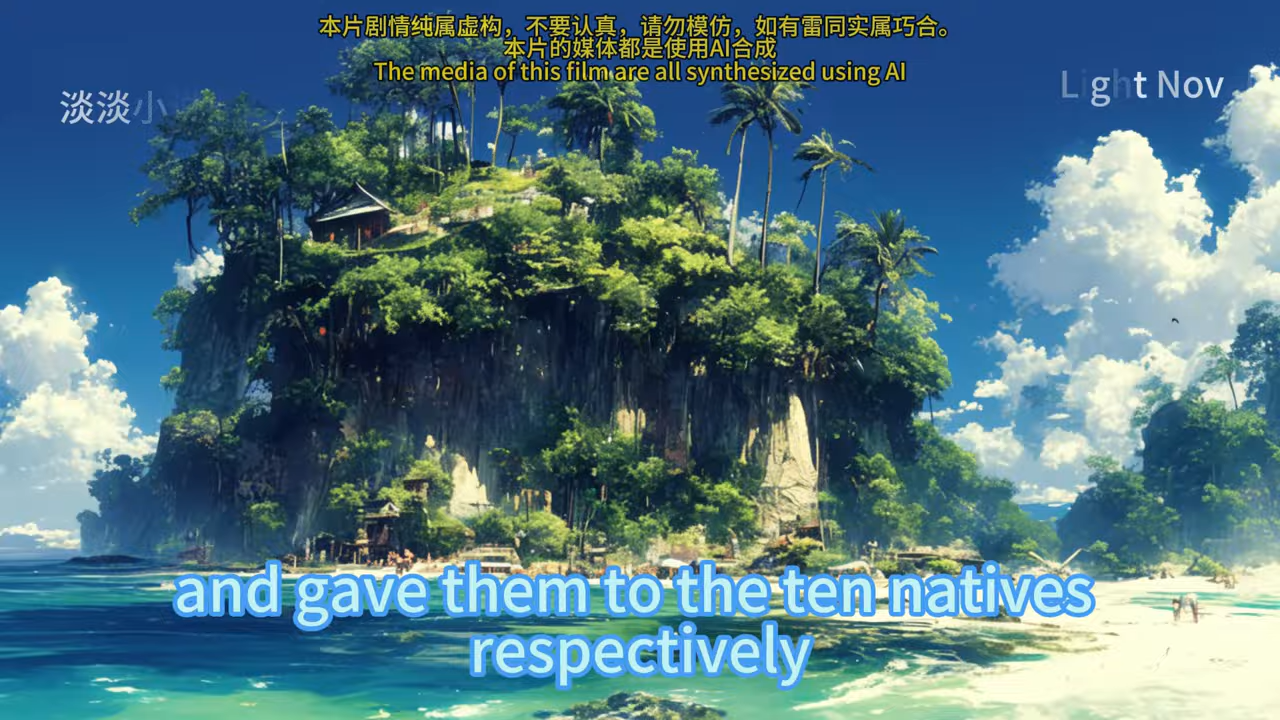 本片剧情纯属虚构，不要认真，请勿模仿，如有雷同实属巧合。
本片的媒体都是使用AI合成
The media of this film are all synthesized using AI
淡淡小
Light Nov
and gave them to the ten natives
respectively